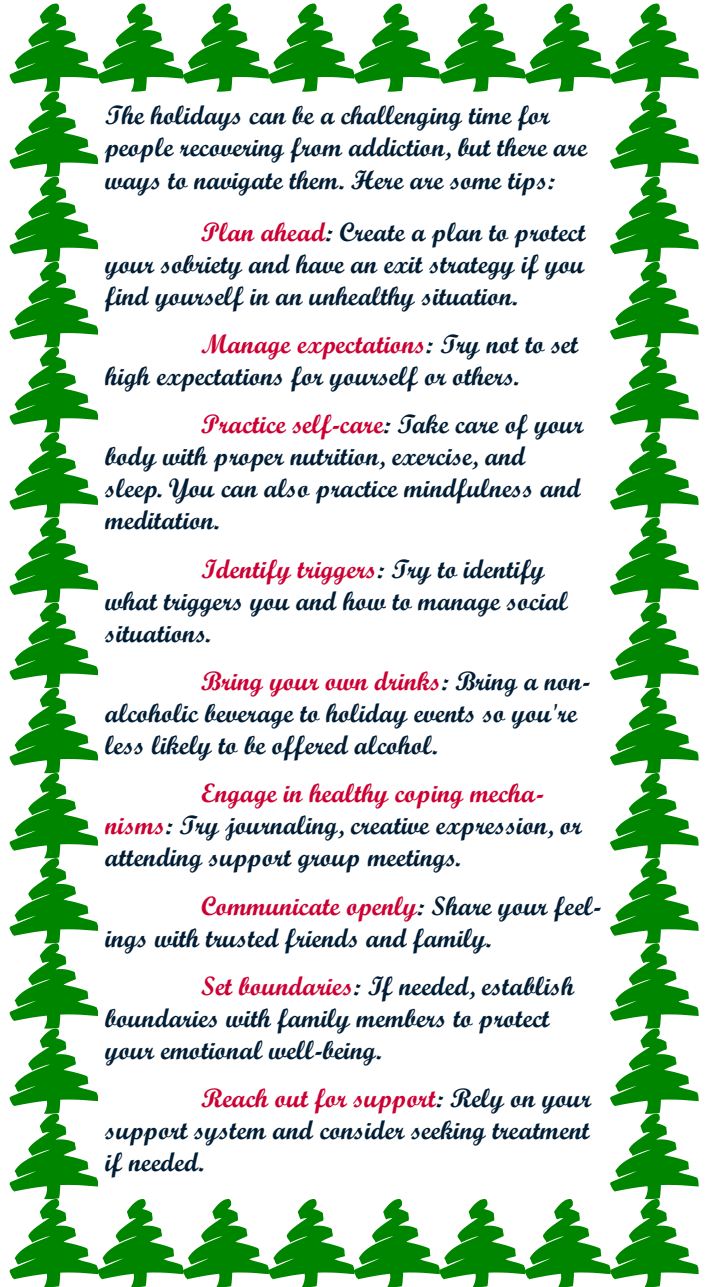 The holidays can be a challenging time for
people recovering from addiction, but there are
ways to navigate them. Here are some tips:
Plan ahead: Create a plan to protect
your sobriety and have an exit strategy if you
find yourself in an unhealthy situation.
Manage expectations: Try not to set
high expectations for yourself or others.
Practice self-care: Take care of your
body with proper nutrition, exercise, and
sleep. You can also practice mindfulness and
meditation.
Identify triggers: Try to identify
what triggers you and how to manage social
situations.
Bring your own drinks: Bring a non-
alcoholic beverage to holiday events so you're
less likely to be offered alcohol.
Engage in healthy coping mecha-
nisms: Try journaling, creative expression, or
attending support group meetings.
Communicate openly: Share your feel-
ings with trusted friends and family.
Set boundaries: If needed, establish
boundaries with family members to protect
your emotional well-being.
Reach out for support: Rely on your
support system and consider seeking treatment
if needed.